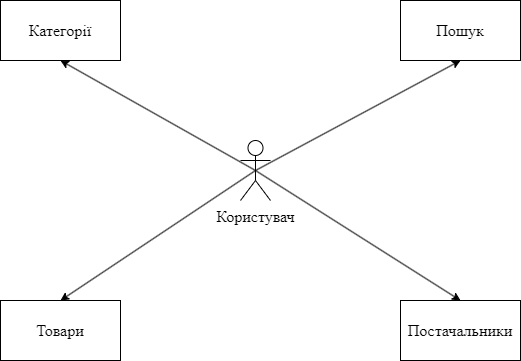 Категорії
Пошук
Користувач
Товари
Постачальники